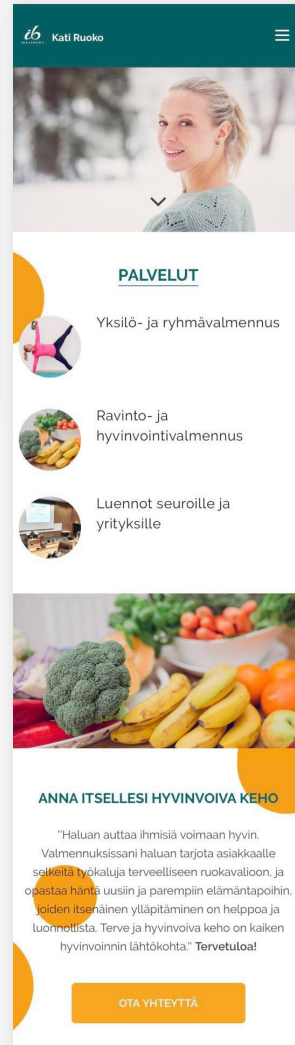 Kati Ruoko
PALVELUT
Yksilö- ja ryhmävalmennus
Ravinto- ja
hyvinvointivalmennus
Luennot seuroille ja
yrityksille
ANNA ITSELLESI HYVINVOIVA KEHO
"Haluan auttaa ihmisiä voimaan hyvin.
Valmennuksissani haluan tarjota asiakkaalle
selkeitä työkaluja terveelliseen ruokavalioon, ja
opastaa häntä uusiin ja parempiin elämäntapoihin,
joiden itsenäinen ylläpitäminen on helppoa ja
luonnollista. Terve ja hyvinvoiva keho on kaiken
hyvinvoinnin lähtökohta." Tervetuloa!
OTA YHTEYTTÄ